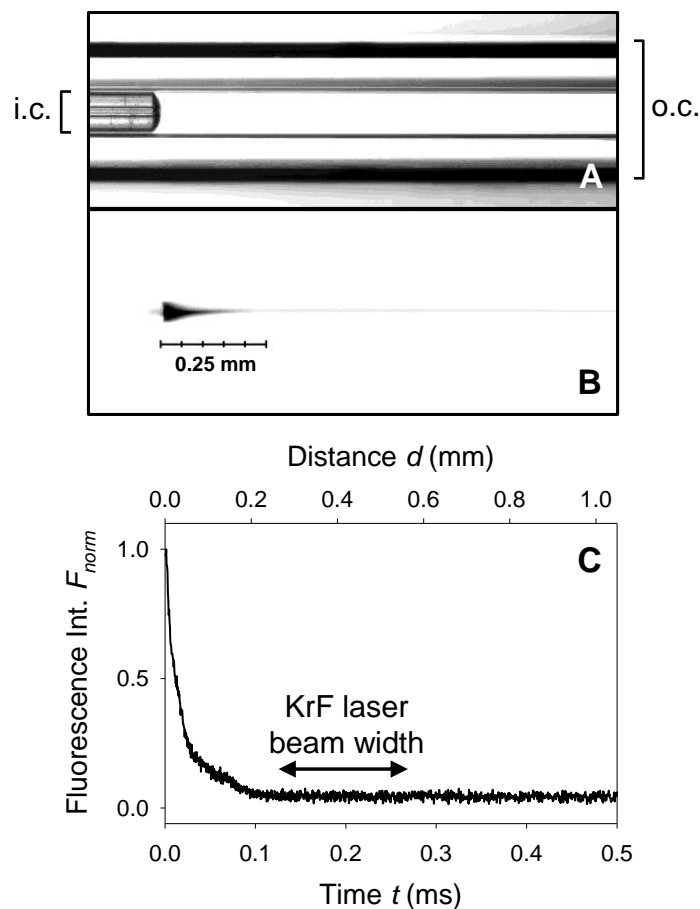 i.c.
o.c.
A
0.25 mm
B
Distance d (mm)
0.0 0.2 0.4 0.6 0.8 1.0
C
Fluorescence Int. F_norm
1.0
0.5
0.0
KrF laser
beam width
0.0 0.1 0.2 0.3 0.4 0.5
Time t (ms)